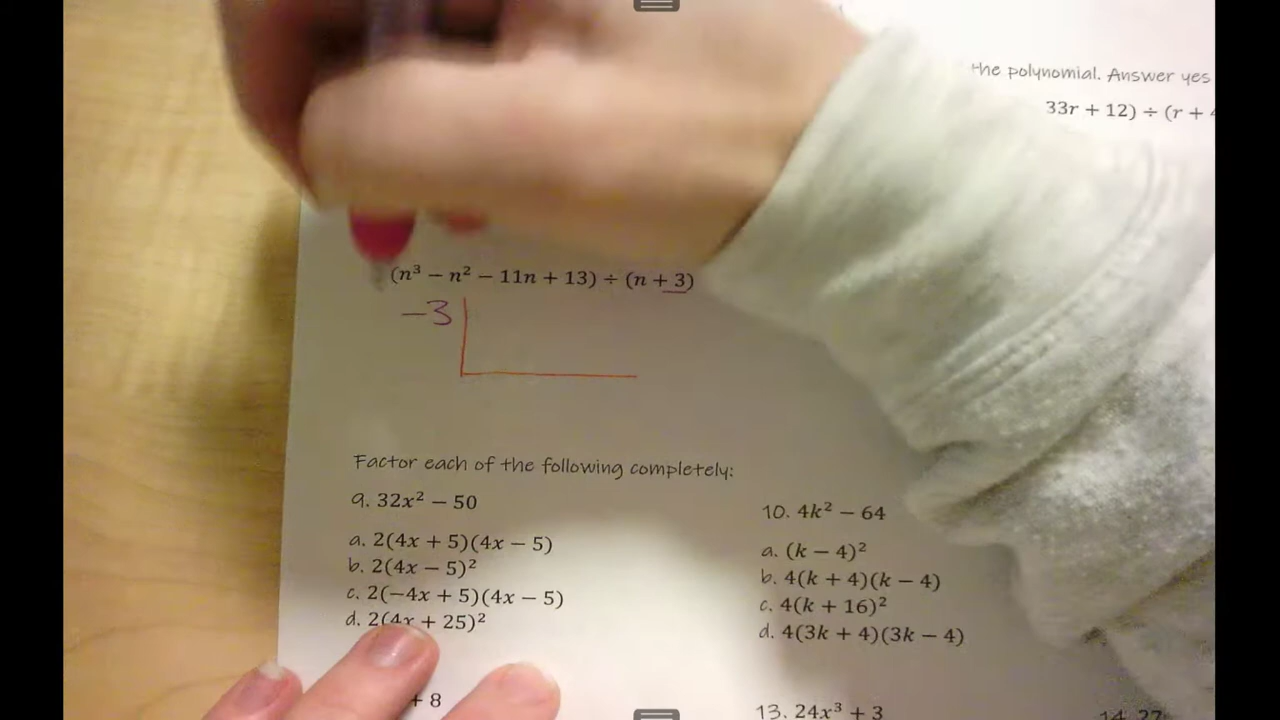 the polynomial. Answer yes
33r + 12) ÷ (r +
(n³ − n² − 11n + 13) ÷ (n + 3)
−3
Factor each of the following completely:
9. 32x² − 50
a. 2(4x + 5)(4x − 5)
b. 2(4x − 5)²
c. 2(−4x + 5)(4x − 5)
d. 2(4x + 25)²
10. 4k² − 64
a. (k − 4)²
b. 4(k + 4)(k − 4)
c. 4(k + 16)²
d. 4(3k + 4)(3k − 4)
+ 8
13. 24x³ + 3
14. 27